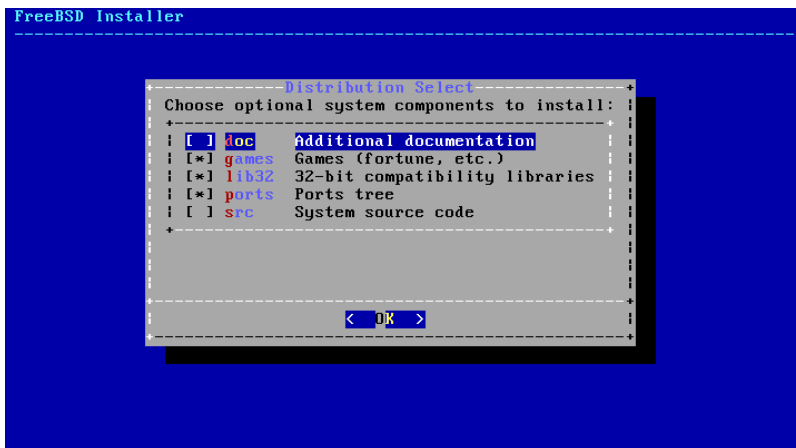 FreeBSD Installer
Distribution Select
Choose optional system components to install:
[ ] doc Additional documentation
[*] games Games (fortune, etc.)
[*] lib32 32-bit compatibility libraries
[*] ports Ports tree
[ ] src System source code
< OK >